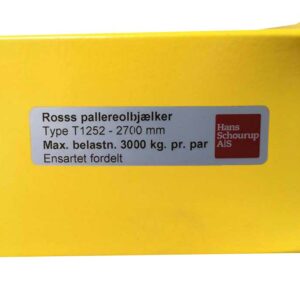 Rosss pallereolbjælker
Type T1252 - 2700 mm
Max. belastn. 3000 kg. pr. par
Ensartet fordelt
Hans
Schourup
A|S